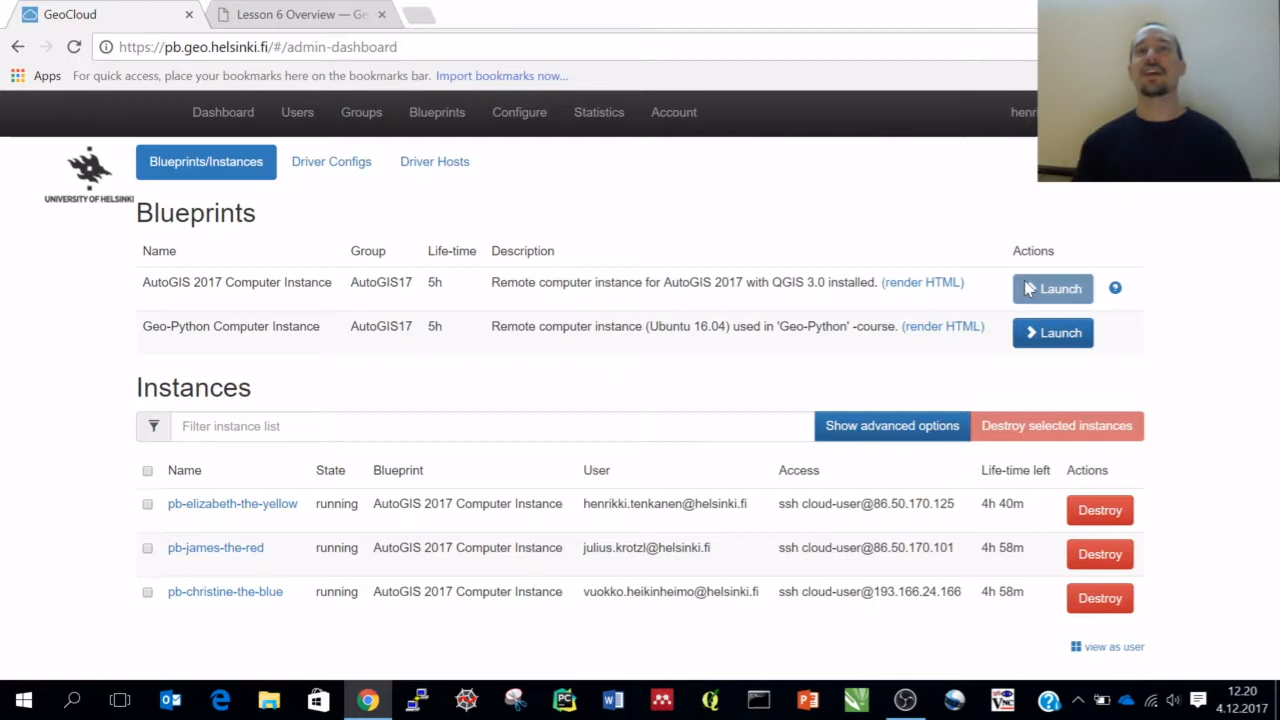 GeoCloud
Lesson 6 Overview — Ge
https://pb.geo.helsinki.fi/#/admin-dashboard
Apps For quick access, place your bookmarks here on the bookmarks bar. Import bookmarks now...
Dashboard Users Groups Blueprints Configure Statistics Account henri
UNIVERSITY OF HELSINKI
Blueprints/Instances Driver Configs Driver Hosts
Blueprints
Name Group Life-time Description Actions
AutoGIS 2017 Computer Instance AutoGIS17 5h Remote computer instance for AutoGIS 2017 with QGIS 3.0 installed. (render HTML) Launch
Geo-Python Computer Instance AutoGIS17 5h Remote computer instance (Ubuntu 16.04) used in 'Geo-Python' -course. (render HTML) Launch
Instances
Filter instance list Show advanced options Destroy selected instances
Name State Blueprint User Access Life-time left Actions
pb-elizabeth-the-yellow running AutoGIS 2017 Computer Instance henrikki.tenkanen@helsinki.fi ssh cloud-user@86.50.170.125 4h 40m Destroy
pb-james-the-red running AutoGIS 2017 Computer Instance julius.krotzl@helsinki.fi ssh cloud-user@86.50.170.101 4h 58m Destroy
pb-christine-the-blue running AutoGIS 2017 Computer Instance vuokko.heikinheimo@helsinki.fi ssh cloud-user@193.166.24.166 4h 58m Destroy
view as user
12.20
4.12.2017